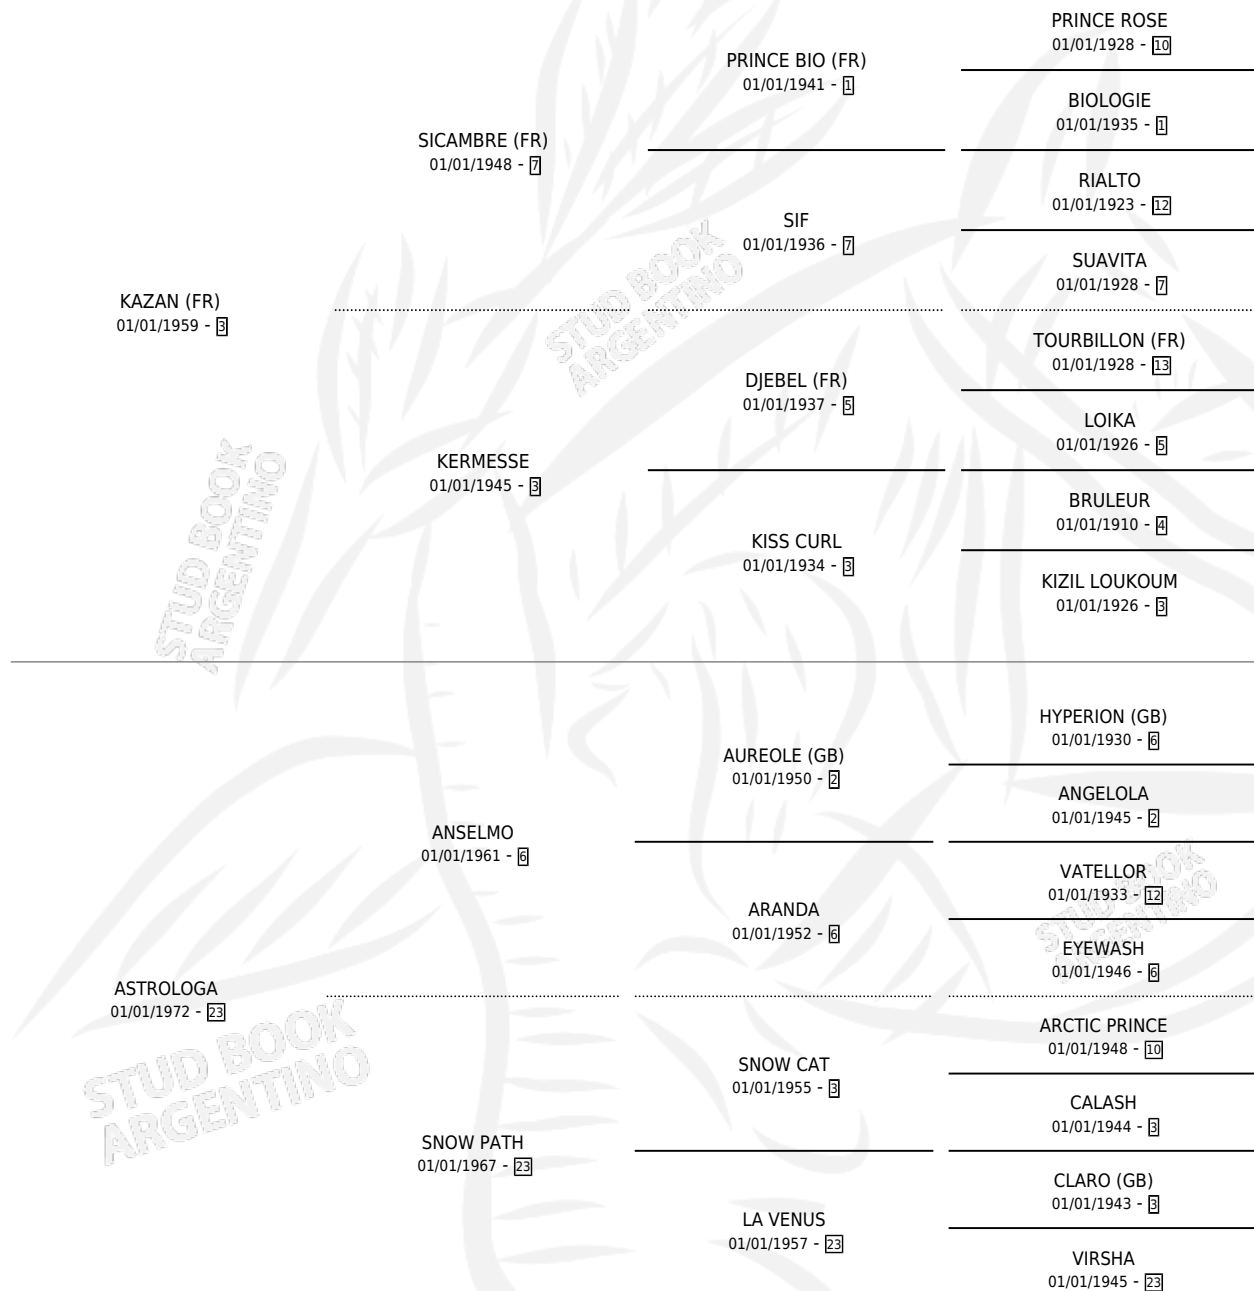 PRINCE ROSE
01/01/1928 - 10
PRINCE BIO (FR)
01/01/1941 - 1
BIOLOGIE
01/01/1935 - 1
SICAMBRE (FR)
01/01/1948 - 7
RIALTO
01/01/1923 - 12
SIF
01/01/1936 - 7
SUAVITA
01/01/1928 - 7
KAZAN (FR)
01/01/1959 - 3
TOURBILLON (FR)
01/01/1928 - 13
DJEBEL (FR)
01/01/1937 - 5
LOIKA
01/01/1926 - 5
KERMESSE
01/01/1945 - 3
BRULEUR
01/01/1910 - 4
KISS CURL
01/01/1934 - 3
KIZIL LOUKOUM
01/01/1926 - 3
HYPERION (GB)
01/01/1930 - 6
AUREOLE (GB)
01/01/1950 - 2
ANGELOLA
01/01/1945 - 2
ANSELMO
01/01/1961 - 6
VATELLOR
01/01/1933 - 12
ARANDA
01/01/1952 - 6
EYEWASH
01/01/1946 - 6
ASTROLOGA
01/01/1972 - 23
ARCTIC PRINCE
01/01/1948 - 10
SNOW CAT
01/01/1955 - 3
CALASH
01/01/1944 - 3
SNOW PATH
01/01/1967 - 23
CLARO (GB)
01/01/1943 - 3
LA VENUS
01/01/1957 - 23
VIRSHA
01/01/1945 - 23
STUD BOOK
ARGENTINO
STUD BOOK
ARGENTINO
STUD BOOK
ARGENTINO
STUD BOOK
ARGENTINO